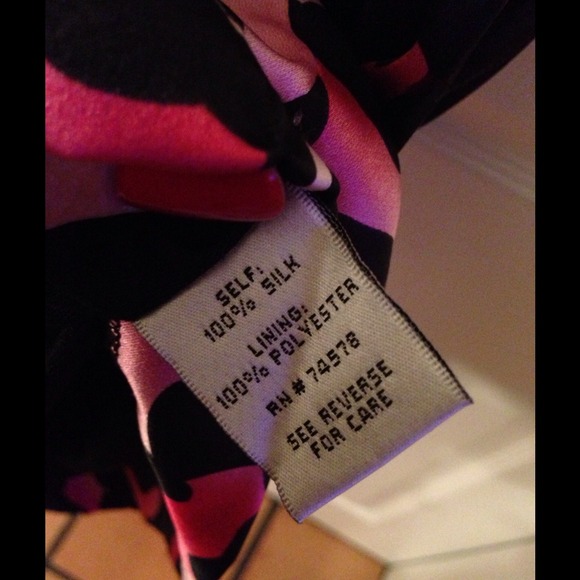 SELF:
100% SILK
LINING:
100% POLYESTER
RN # 74578
SEE REVERSE
FOR CARE